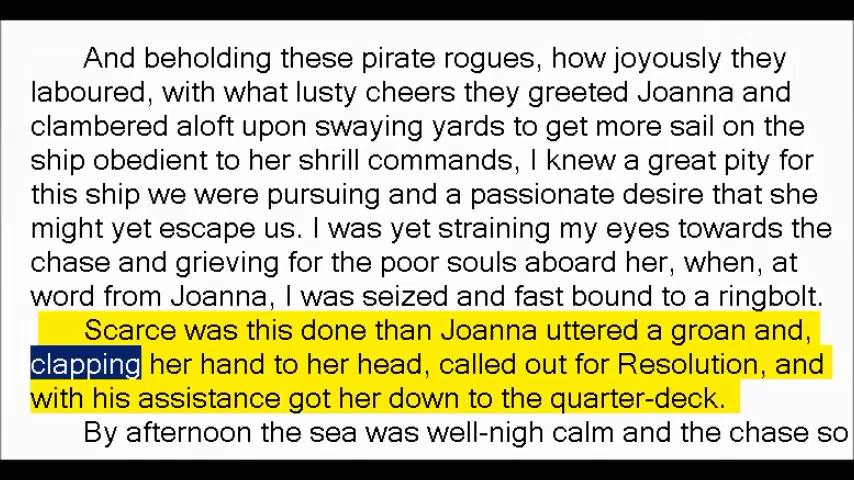 And beholding these pirate rogues, how joyously they
laboured, with what lusty cheers they greeted Joanna and
clambered aloft upon swaying yards to get more sail on the
ship obedient to her shrill commands, I knew a great pity for
this ship we were pursuing and a passionate desire that she
might yet escape us. I was yet straining my eyes towards the
chase and grieving for the poor souls aboard her, when, at
word from Joanna, I was seized and fast bound to a ringbolt.
Scarce was this done than Joanna uttered a groan and,
clapping her hand to her head, called out for Resolution, and
with his assistance got her down to the quarter-deck.
By afternoon the sea was well-nigh calm and the chase so